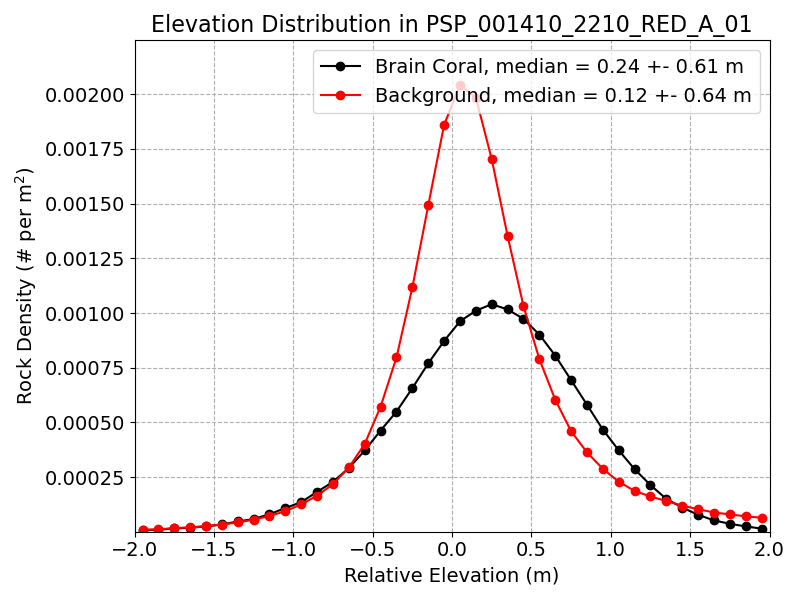 Elevation Distribution in PSP_001410_2210_RED_A_01
Brain Coral, median = 0.24 +- 0.61 m
Background, median = 0.12 +- 0.64 m
Rock Density (# per m²)
0.00200
0.00175
0.00150
0.00125
0.00100
0.00075
0.00050
0.00025
−2.0 −1.5 −1.0 −0.5 0.0 0.5 1.0 1.5 2.0
Relative Elevation (m)